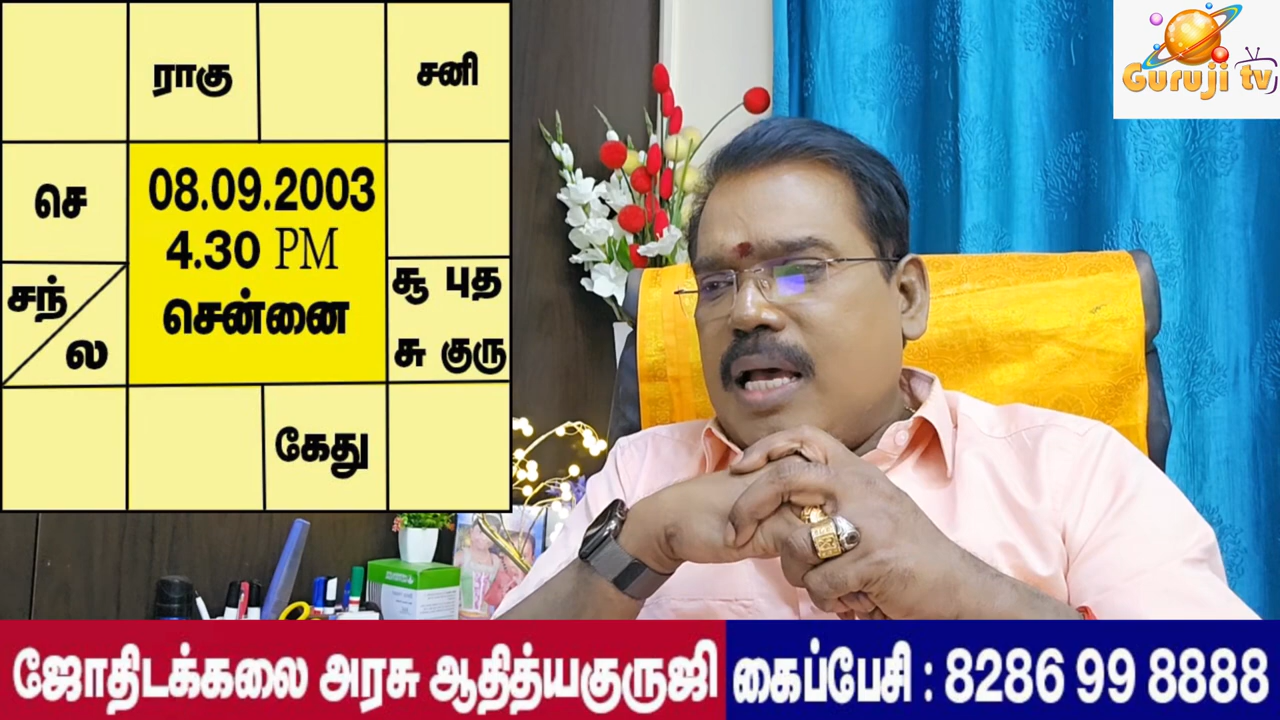 ராகு
சனி
Guruji tv
செ
08.09.2003
4.30 PM
சென்னை
சந்
ல
சூ புத
சு குரு
கேது
ஜோதிடக்கலை அரசு ஆதித்யகுருஜி
கைப்பேசி : 8286 99 8888